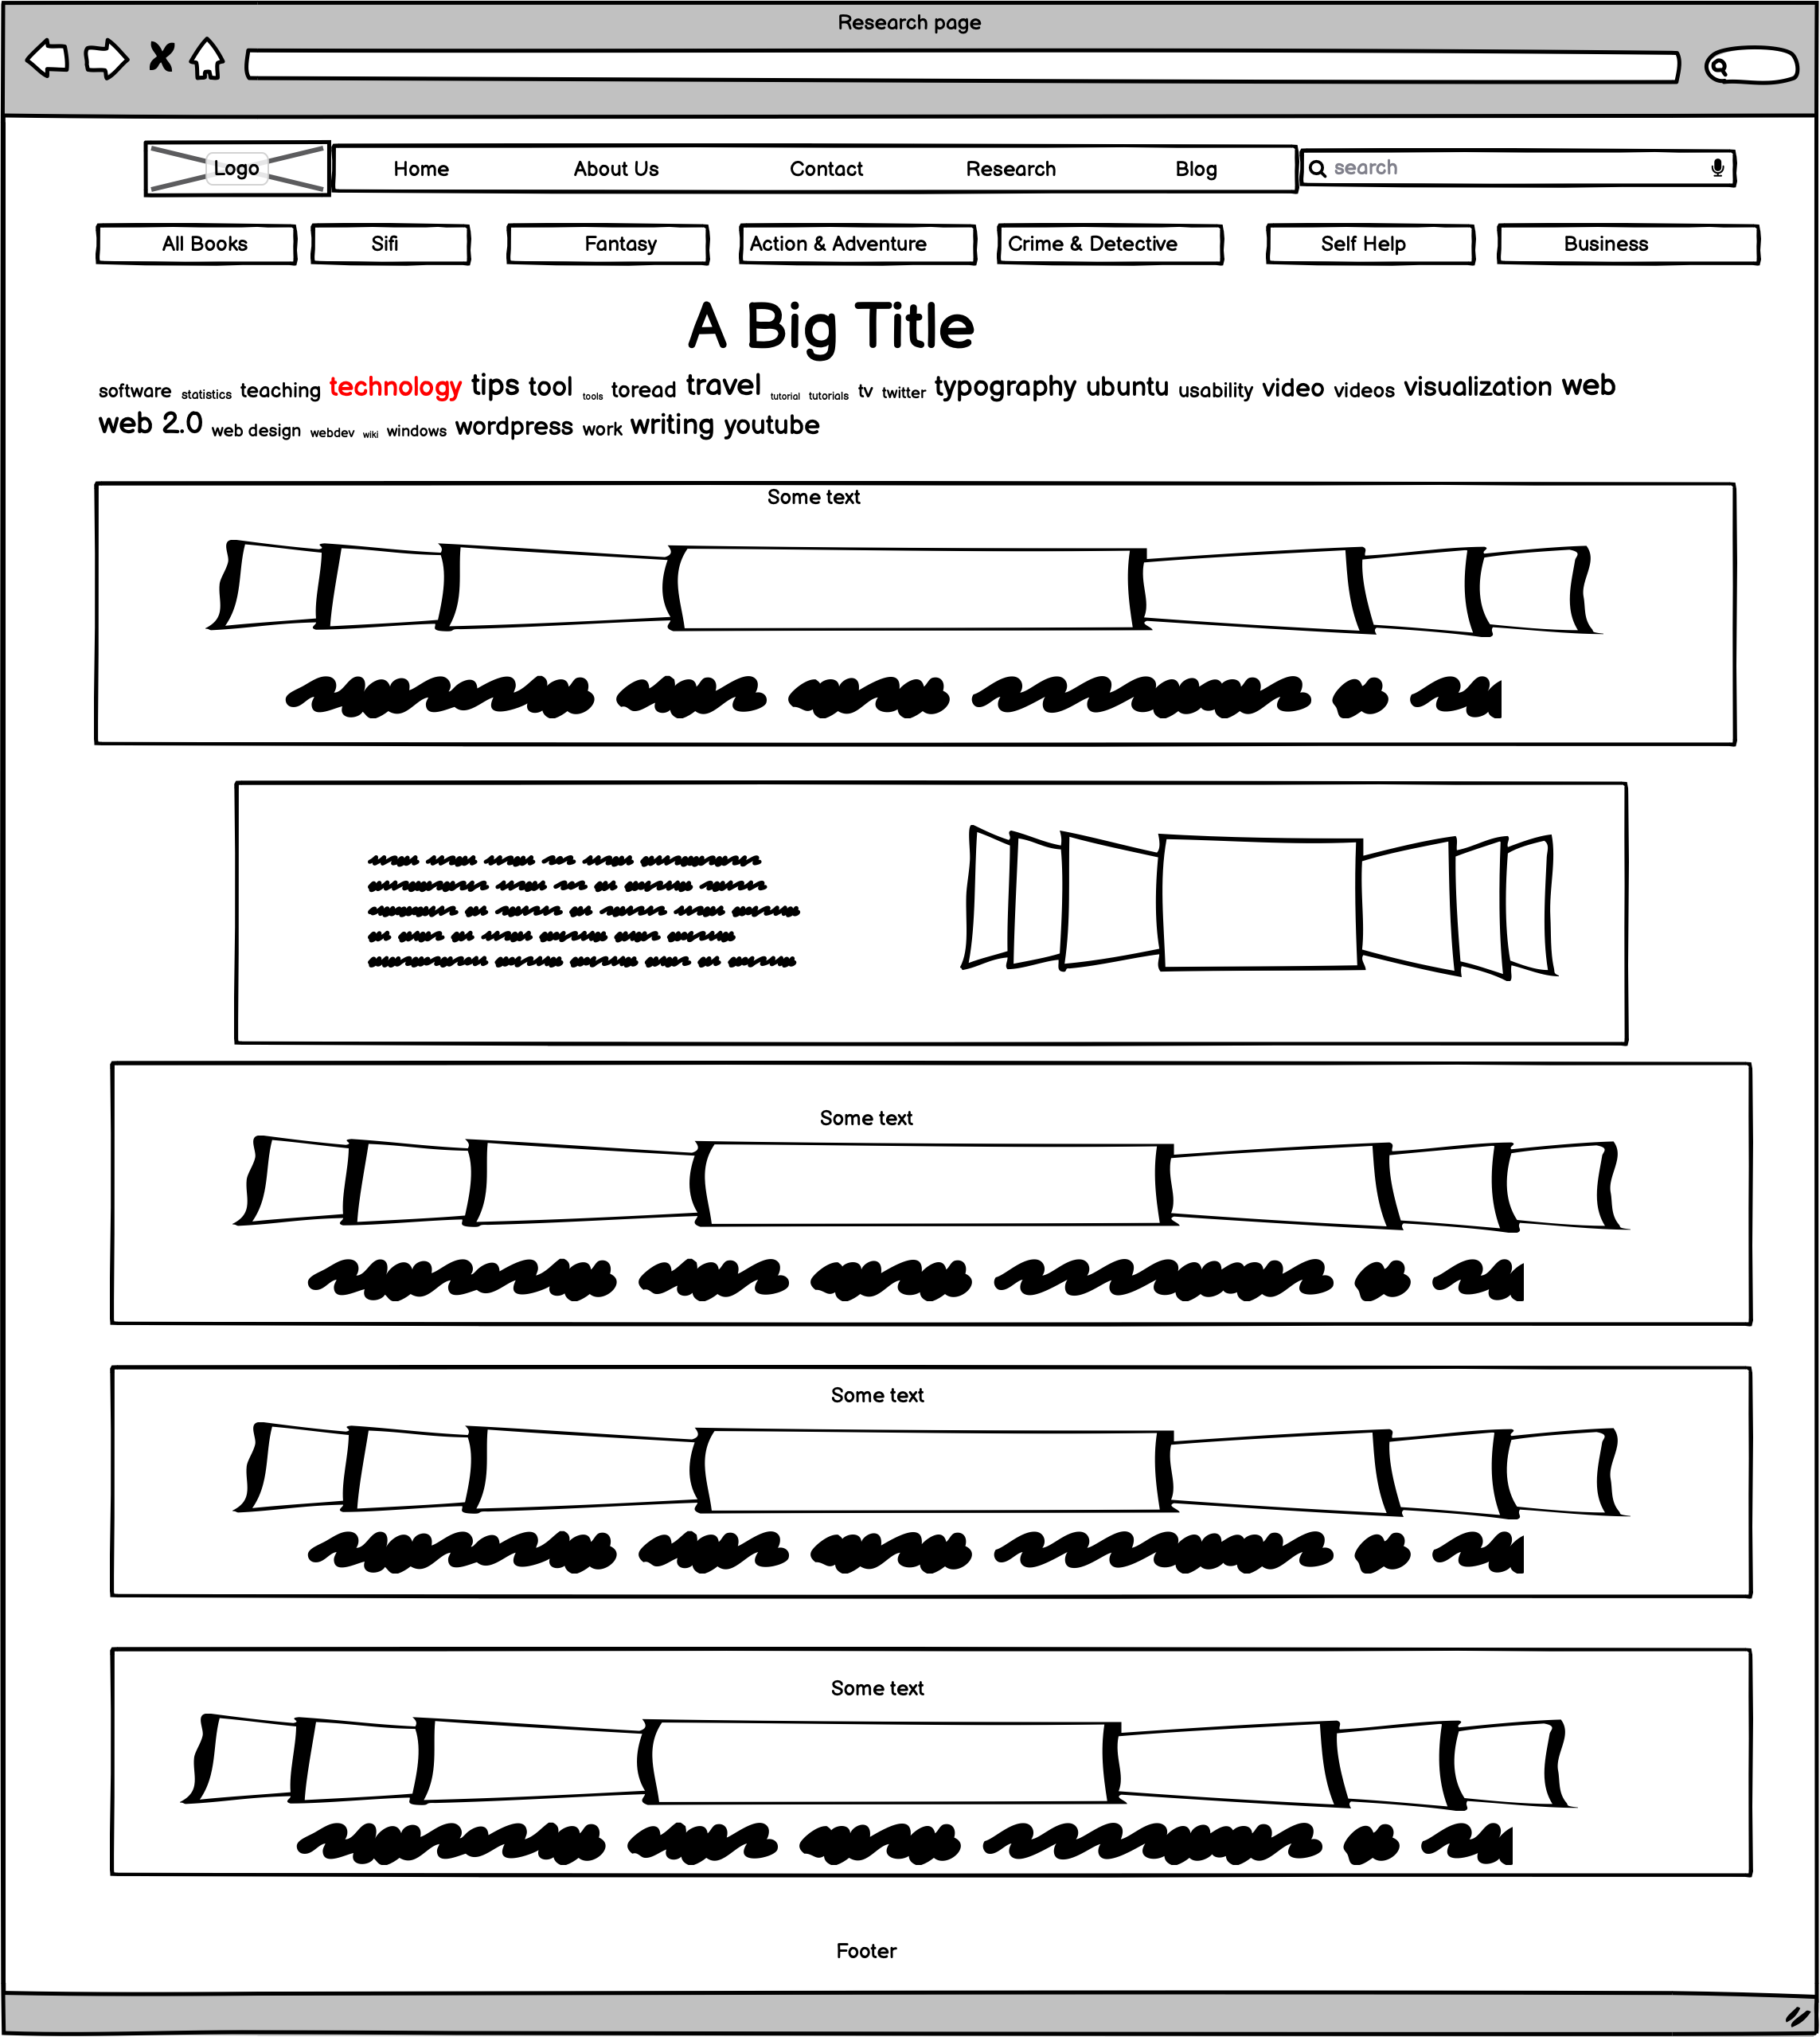 Research page
Logo Home About Us Contact Research Blog search
All Books Sifi Fantasy Action & Adventure Crime & Detective Self Help Business
A Big Title
software statistics teaching technology tips tool tools toread travel tutorial tutorials tv twitter typography ubuntu usability video videos visualization web
web 2.0 web design webdev wiki windows wordpress work writing youtube
Some text
Some text
Some text
Some text
Footer